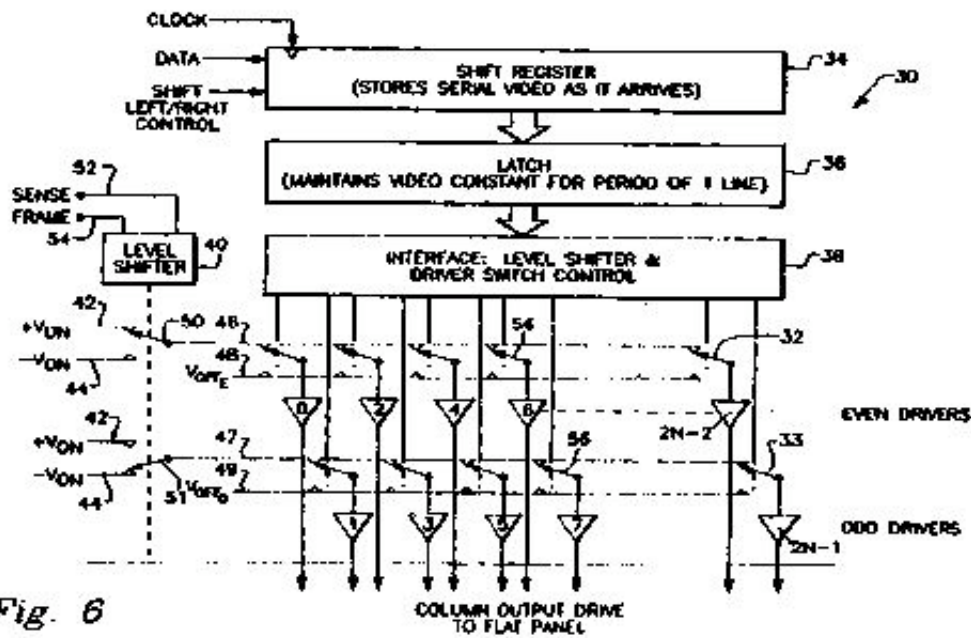 CLOCK
DATA
SHIFT
LEFT/RIGHT
CONTROL
SHIFT REGISTER
(STORES SERIAL VIDEO AS IT ARRIVES)
34
30
LATCH
(MAINTAINS VIDEO CONSTANT FOR PERIOD OF 1 LINE)
36
52
SENSE
FRAME
54
LEVEL
SHIFTER
40
INTERFACE: LEVEL SHIFTER &
DRIVER SWITCH CONTROL
38
42
+VON
50
46
56
32
-VON
44
48
VOFFE
0
2
4
6
2N-2
EVEN DRIVERS
42
+VON
47
56
33
-VON
44
51
49
VOFFO
1
3
5
7
2N-1
ODD DRIVERS
Fig. 6
COLUMN OUTPUT DRIVE
TO FLAT PANEL